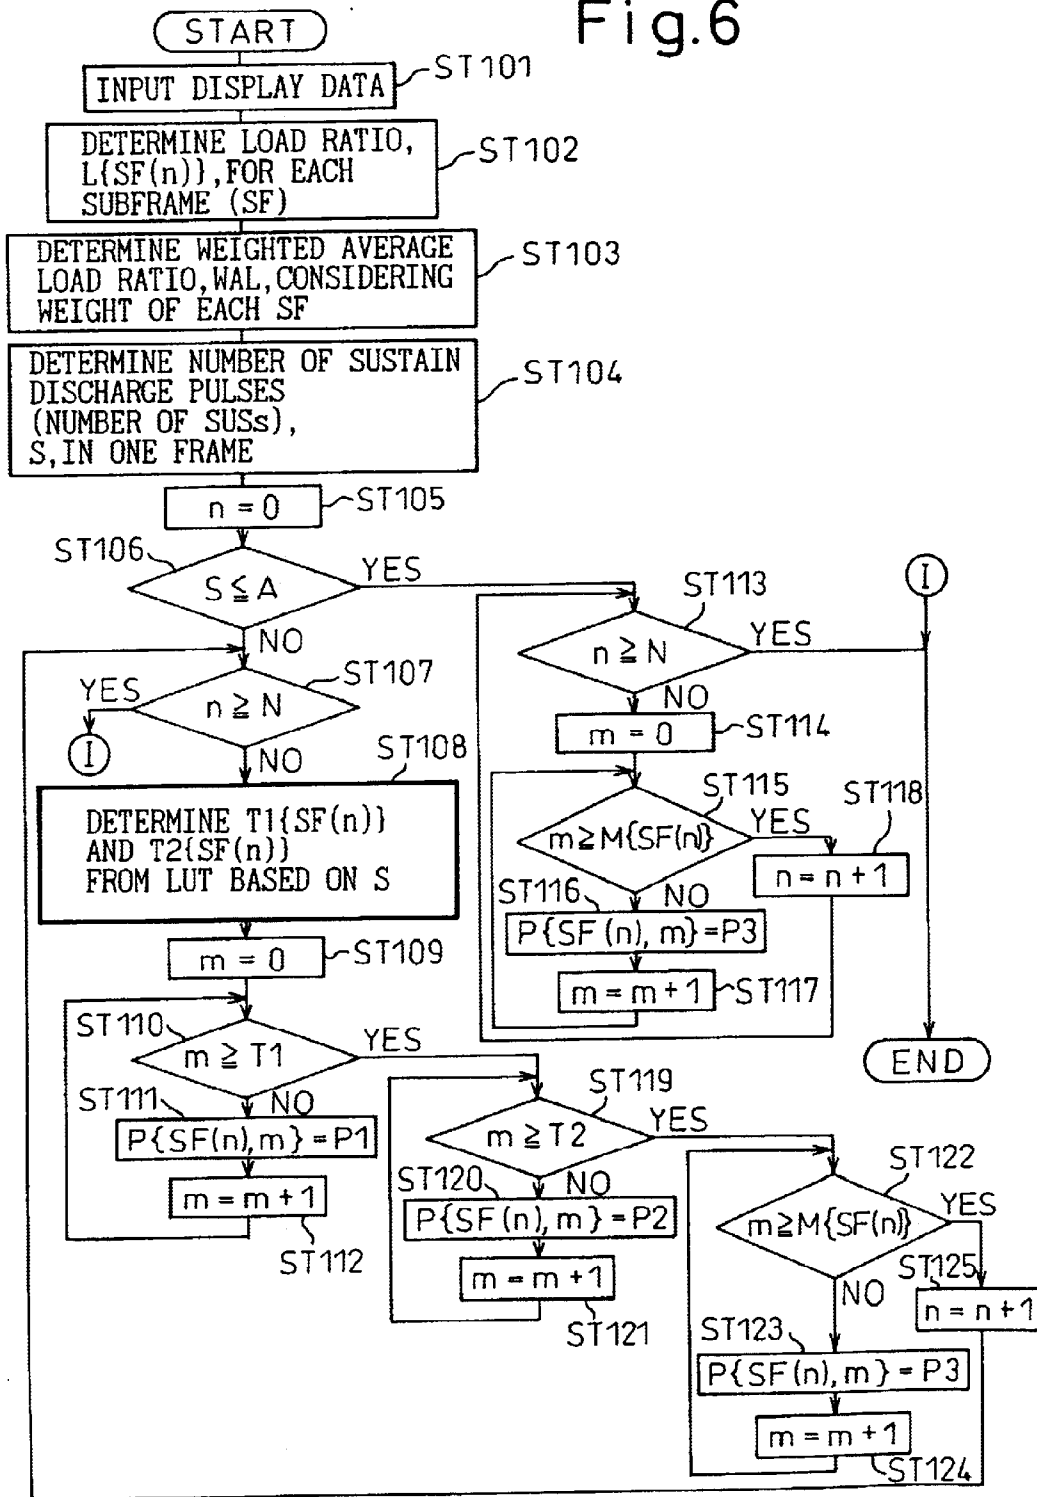 Fig.6
START
INPUT DISPLAY DATA
ST101
DETERMINE LOAD RATIO,
L{SF(n)},FOR EACH
SUBFRAME (SF)
ST102
DETERMINE WEIGHTED AVERAGE
LOAD RATIO,WAL,CONSIDERING
WEIGHT OF EACH SF
ST103
DETERMINE NUMBER OF SUSTAIN
DISCHARGE PULSES
(NUMBER OF SUSs),
S,IN ONE FRAME
ST104
n = 0
ST105
ST106
S ≦ A
YES
NO
ST107
n ≧ N
YES
I
NO
ST108
DETERMINE T1{SF(n)}
AND T2{SF(n)}
FROM LUT BASED ON S
m = 0
ST109
ST110
m ≧ T1
YES
NO
ST111
P{SF(n),m} = P1
m = m + 1
ST112
ST113
n ≧ N
YES
I
NO
m = 0
ST114
ST115
m ≧ M{SF(n)}
YES
ST118
n = n + 1
NO
ST116
P{SF(n),m} = P3
m = m + 1
ST117
END
ST119
m ≧ T2
YES
NO
ST120
P{SF(n),m} = P2
m = m + 1
ST121
ST122
m ≧ M{SF(n)}
YES
ST125
n = n + 1
NO
ST123
P{SF(n),m} = P3
m = m + 1
ST124